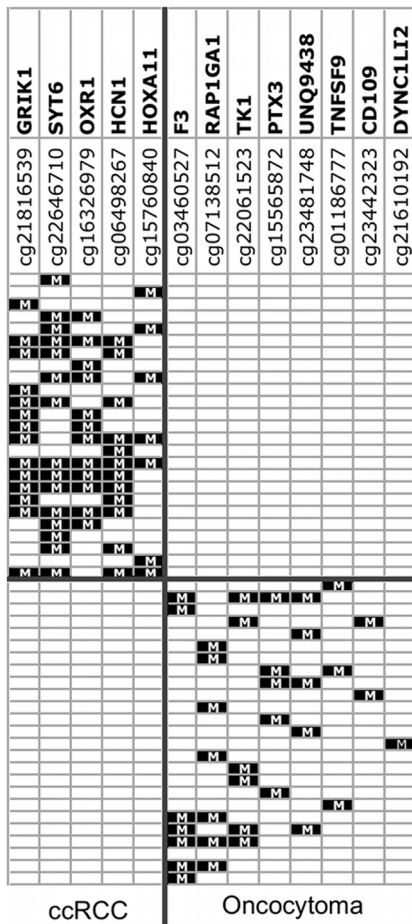 GRIK1 SYT6 OXR1 HCN1 HOXA11 F3 RAP1GA1 TK1 PTX3 UNQ9438 TNFSF9 CD109 DYNC1LI2
cg21816539 cg22646710 cg16326979 cg06498267 cg15760840 cg03460527 cg07138512 cg22061523 cg15565872 cg23481748 cg01186777 cg23442323 cg21610192
M
M
M
M M
M M
M M M M
M M M
M
M M M
M
M M M
M M
M M
M M M M
M
M M M M M
M M M M
M M M M
M M
M M M M
M M
M
M M
M
M M M M
M
M M M M
M
M M
M
M
M
M M
M M
M
M
M
M
M
M
M
M
M
M
M M
M M M
M M M
M M
M
ccRCC Oncocytoma